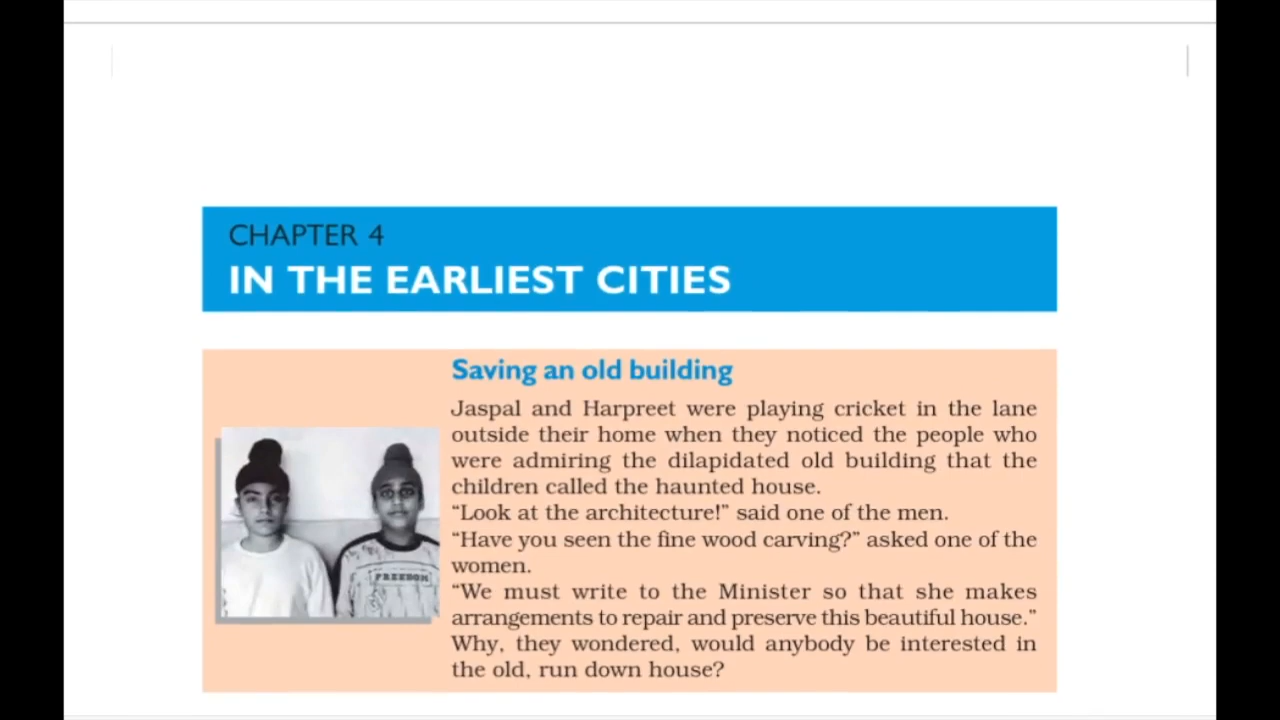 CHAPTER 4
IN THE EARLIEST CITIES
Saving an old building
Jaspal and Harpreet were playing cricket in the lane
outside their home when they noticed the people who
were admiring the dilapidated old building that the
children called the haunted house.
“Look at the architecture!” said one of the men.
“Have you seen the fine wood carving?” asked one of the
women.
“We must write to the Minister so that she makes
arrangements to repair and preserve this beautiful house.”
Why, they wondered, would anybody be interested in
the old, run down house?
FREEDOM